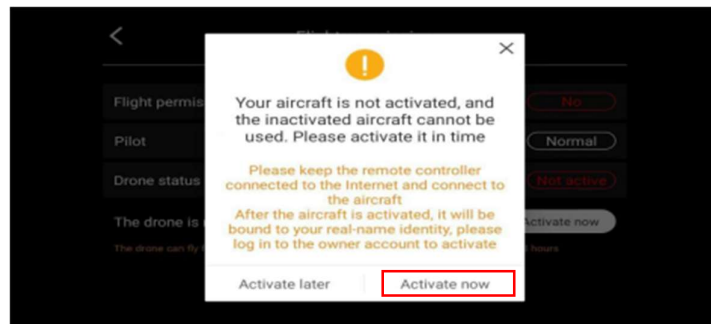 Flight permis
No
Your aircraft is not activated, and
the inactivated aircraft cannot be
used. Please activate it in time
Pilot
Normal
Please keep the remote controller
connected to the Internet and connect to
the aircraft
Drone status
Not active
After the aircraft is activated, it will be
bound to your real-name identity, please
log in to the owner account to activate
The drone is
Activate now
The drone can fly
hours
Activate later
Activate now